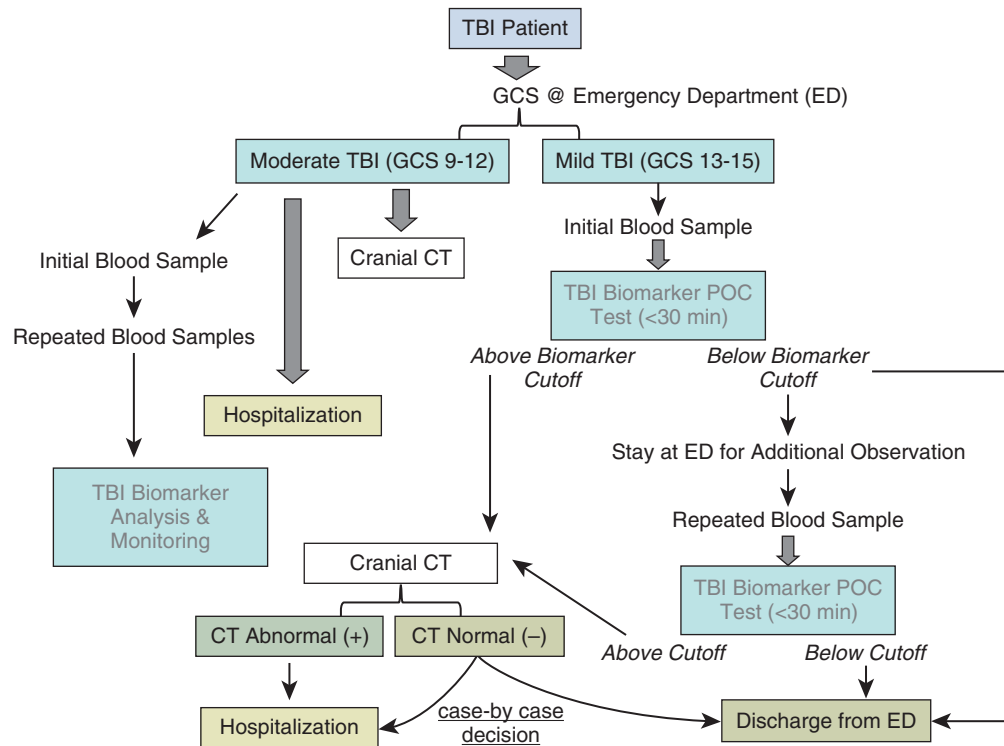 TBI Patient
GCS @ Emergency Department (ED)
Moderate TBI (GCS 9-12)
Mild TBI (GCS 13-15)
Initial Blood Sample
Cranial CT
Initial Blood Sample
TBI Biomarker POC
Test (<30 min)
Repeated Blood Samples
Above Biomarker
Cutoff
Below Biomarker
Cutoff
Hospitalization
Stay at ED for Additional Observation
TBI Biomarker
Analysis &
Monitoring
Repeated Blood Sample
Cranial CT
TBI Biomarker POC
Test (<30 min)
CT Abnormal (+)
CT Normal (–)
Above Cutoff
Below Cutoff
Hospitalization
case-by case
decision
Discharge from ED